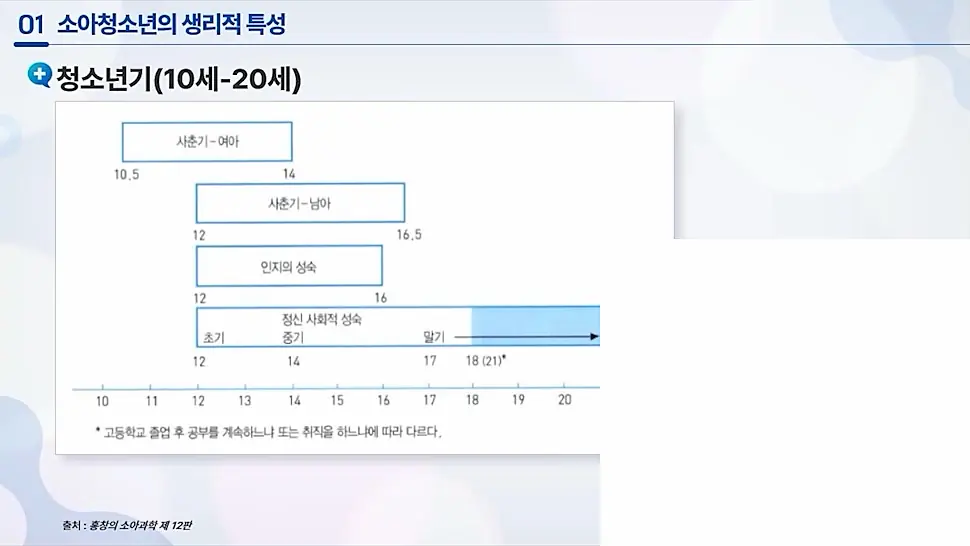 01 소아청소년의 생리적 특성
청소년기(10세-20세)
사춘기-여아
10.5 14
사춘기-남아
12 16.5
인지의 성숙
12 16
정신 사회적 성숙
초기 중기 말기
12 14 17 18 (21)*
10 11 12 13 14 15 16 17 18 19 20
* 고등학교 졸업 후 공부를 계속하느냐 또는 취직을 하느냐에 따라 다르다.
출처 : 홍창의 소아과학 제 12판